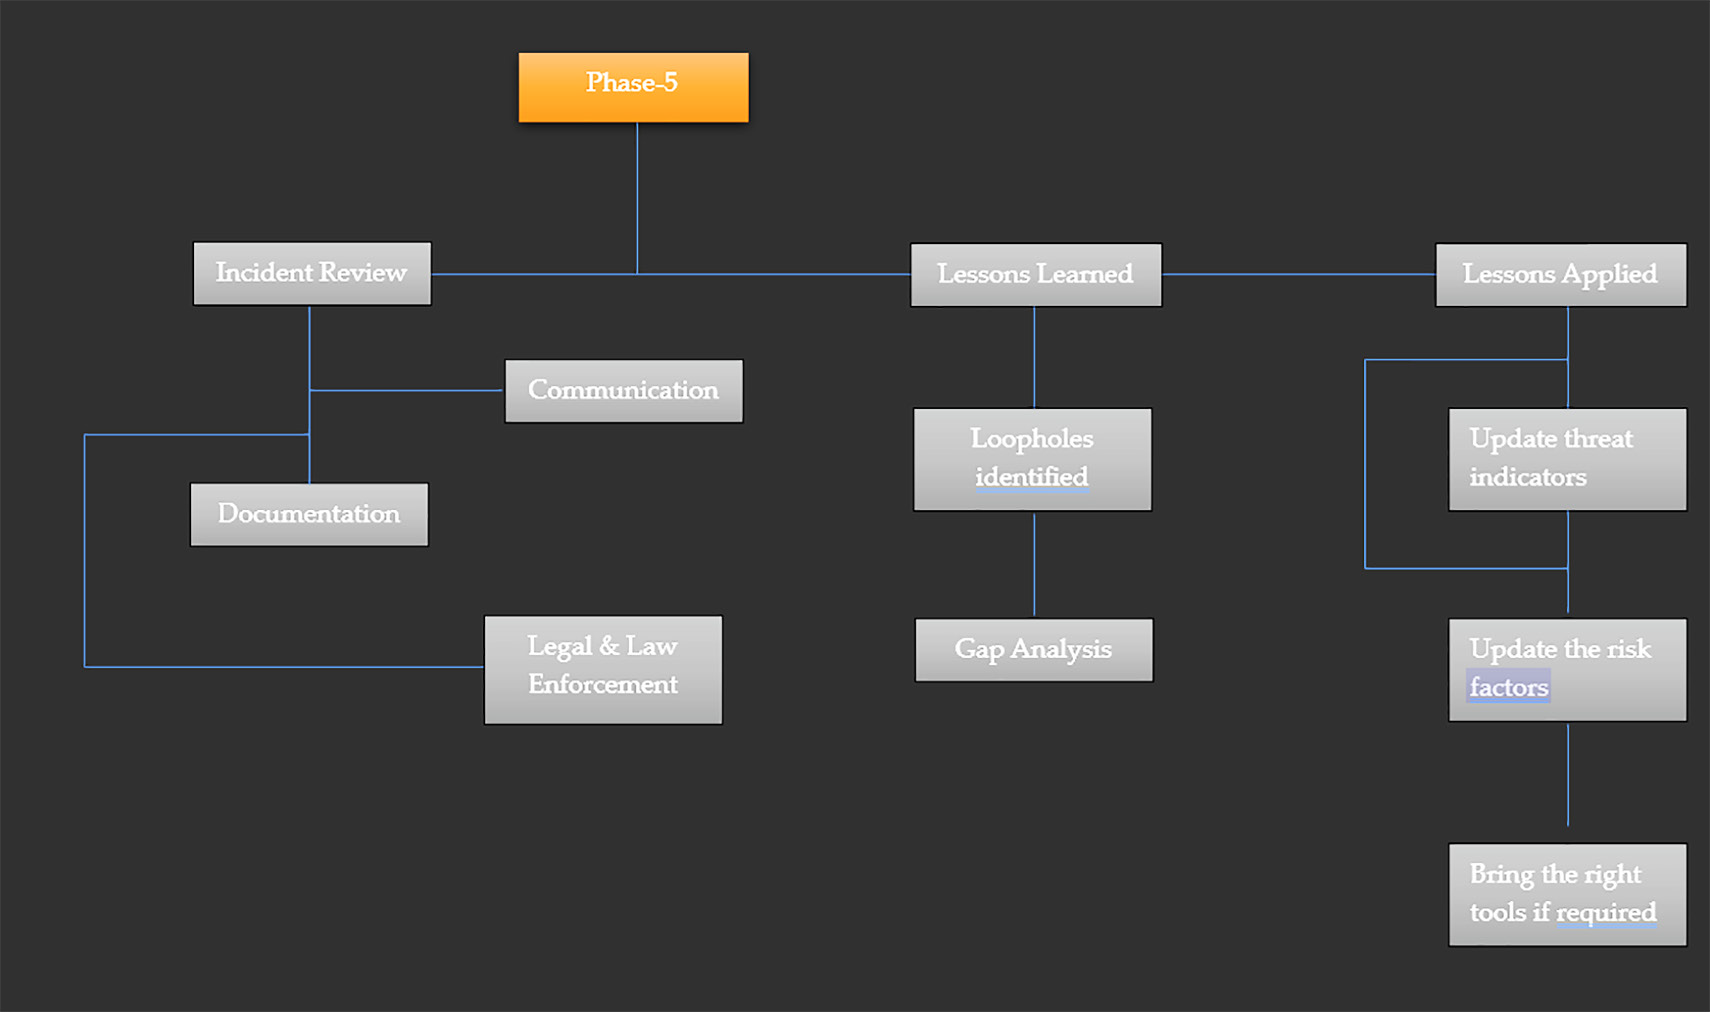 Phase-5
Incident Review
Lessons Learned
Lessons Applied
Communication
Loopholes
identified
Update threat
indicators
Documentation
Legal & Law
Enforcement
Gap Analysis
Update the risk
factors
Bring the right
tools if required